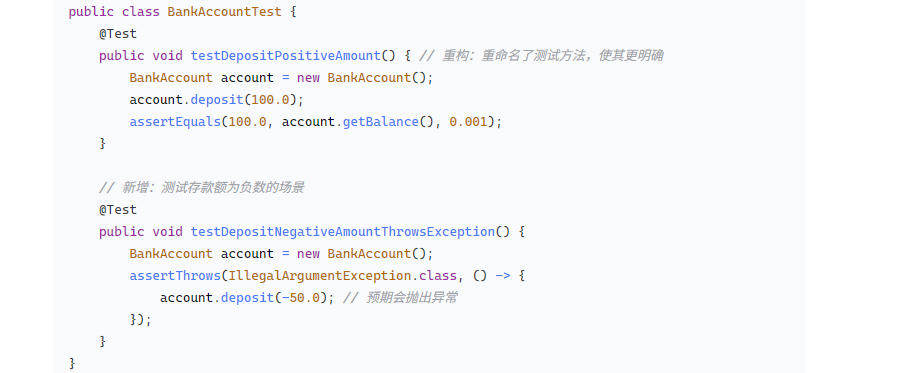 public class BankAccountTest {
@Test
public void testDepositPositiveAmount() { // 重构：重命名了测试方法，使其更明确
BankAccount account = new BankAccount();
account.deposit(100.0);
assertEquals(100.0, account.getBalance(), 0.001);
}
// 新增：测试存款额为负数的场景
@Test
public void testDepositNegativeAmountThrowsException() {
BankAccount account = new BankAccount();
assertThrows(IllegalArgumentException.class, () -> {
account.deposit(-50.0); // 预期会抛出异常
});
}
}